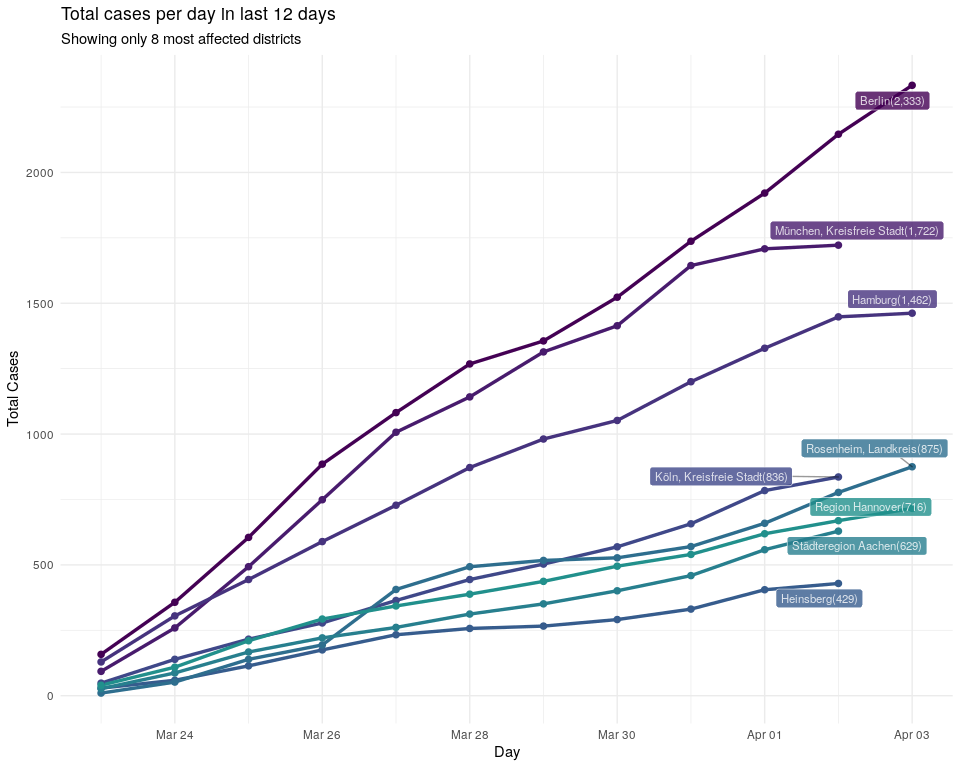 Total cases per day in last 12 days
Showing only 8 most affected districts
Total Cases
2000
1500
1000
500
0
Berlin(2,333)
München, Kreisfreie Stadt(1,722)
Hamburg(1,462)
Rosenheim, Landkreis(875)
Köln, Kreisfreie Stadt(836)
Region Hannover(716)
Städteregion Aachen(629)
Heinsberg(429)
Mar 24
Mar 26
Mar 28
Mar 30
Apr 01
Apr 03
Day